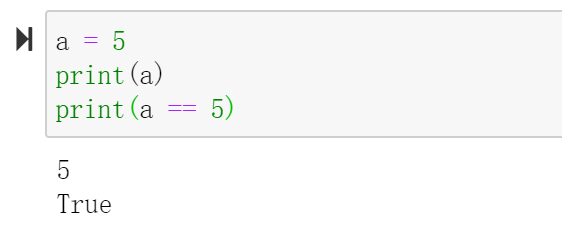 a = 5
print(a)
print(a == 5)
5
True